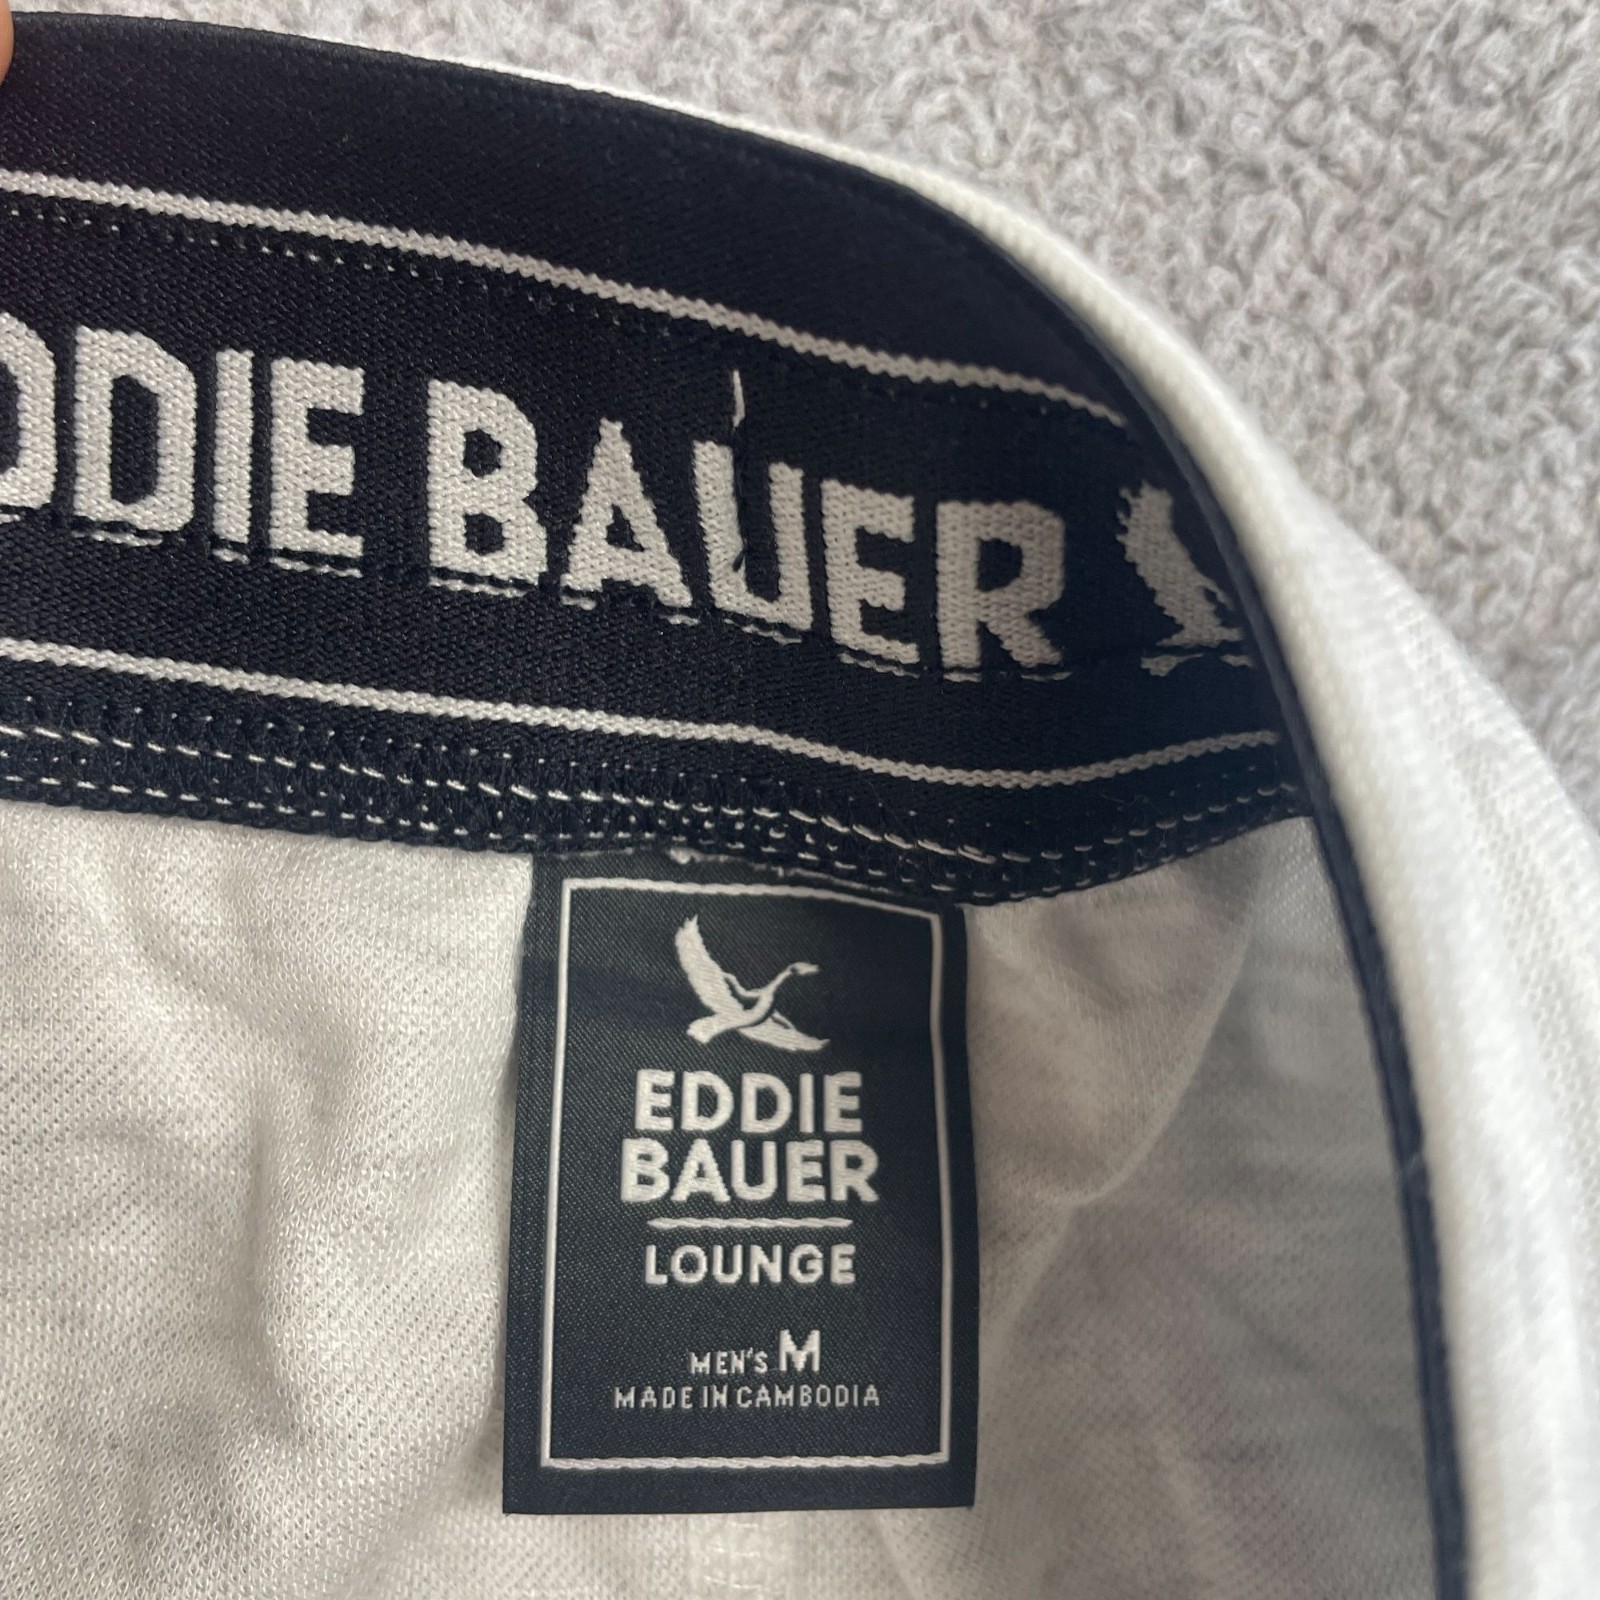 DDIE BAUER
EDDIE
BAUER
LOUNGE
MEN'S M
MADE IN CAMBODIA